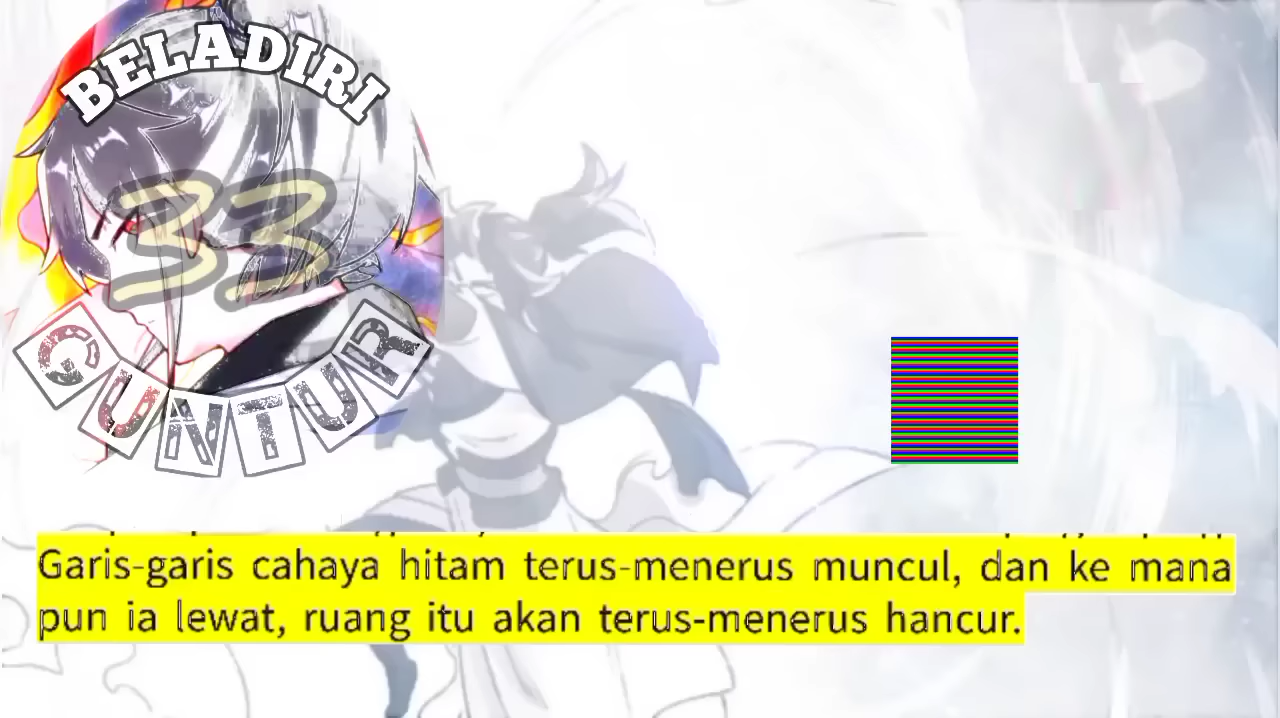 BELADIRI
33
GUNTUR
Garis-garis cahaya hitam terus-menerus muncul, dan ke mana
pun ia lewat, ruang itu akan terus-menerus hancur.